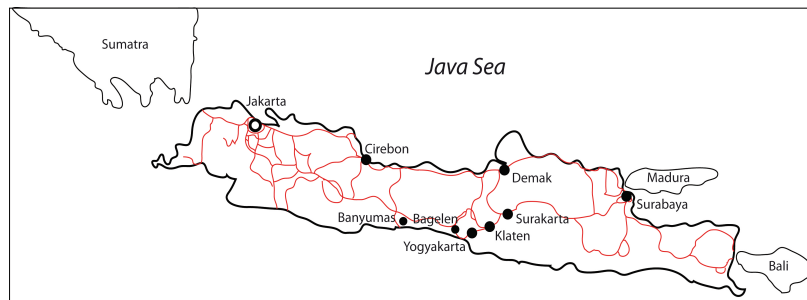 Sumatra
Java Sea
Jakarta
Cirebon
Demak
Madura
Surabaya
Banyumas
Bagelen
Surakarta
Klaten
Yogyakarta
Bali